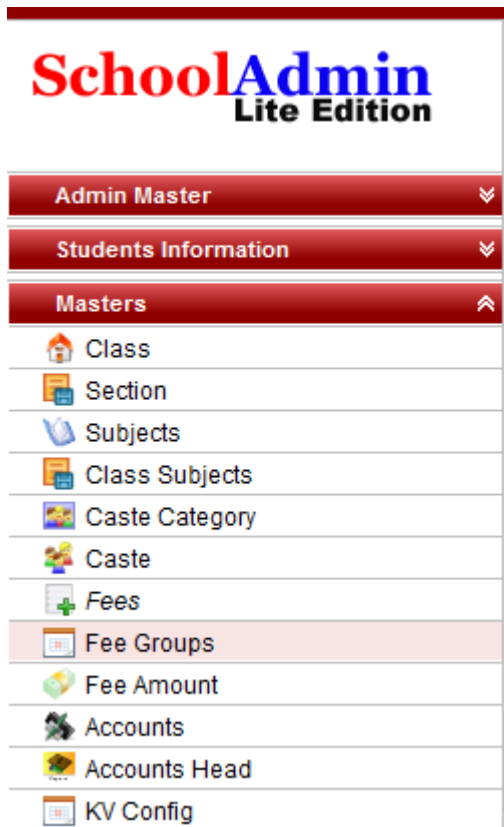 SchoolAdmin
Lite Edition
Admin Master
Students Information
Masters
Class
Section
Subjects
Class Subjects
Caste Category
Caste
Fees
Fee Groups
Fee Amount
Accounts
Accounts Head
KV Config